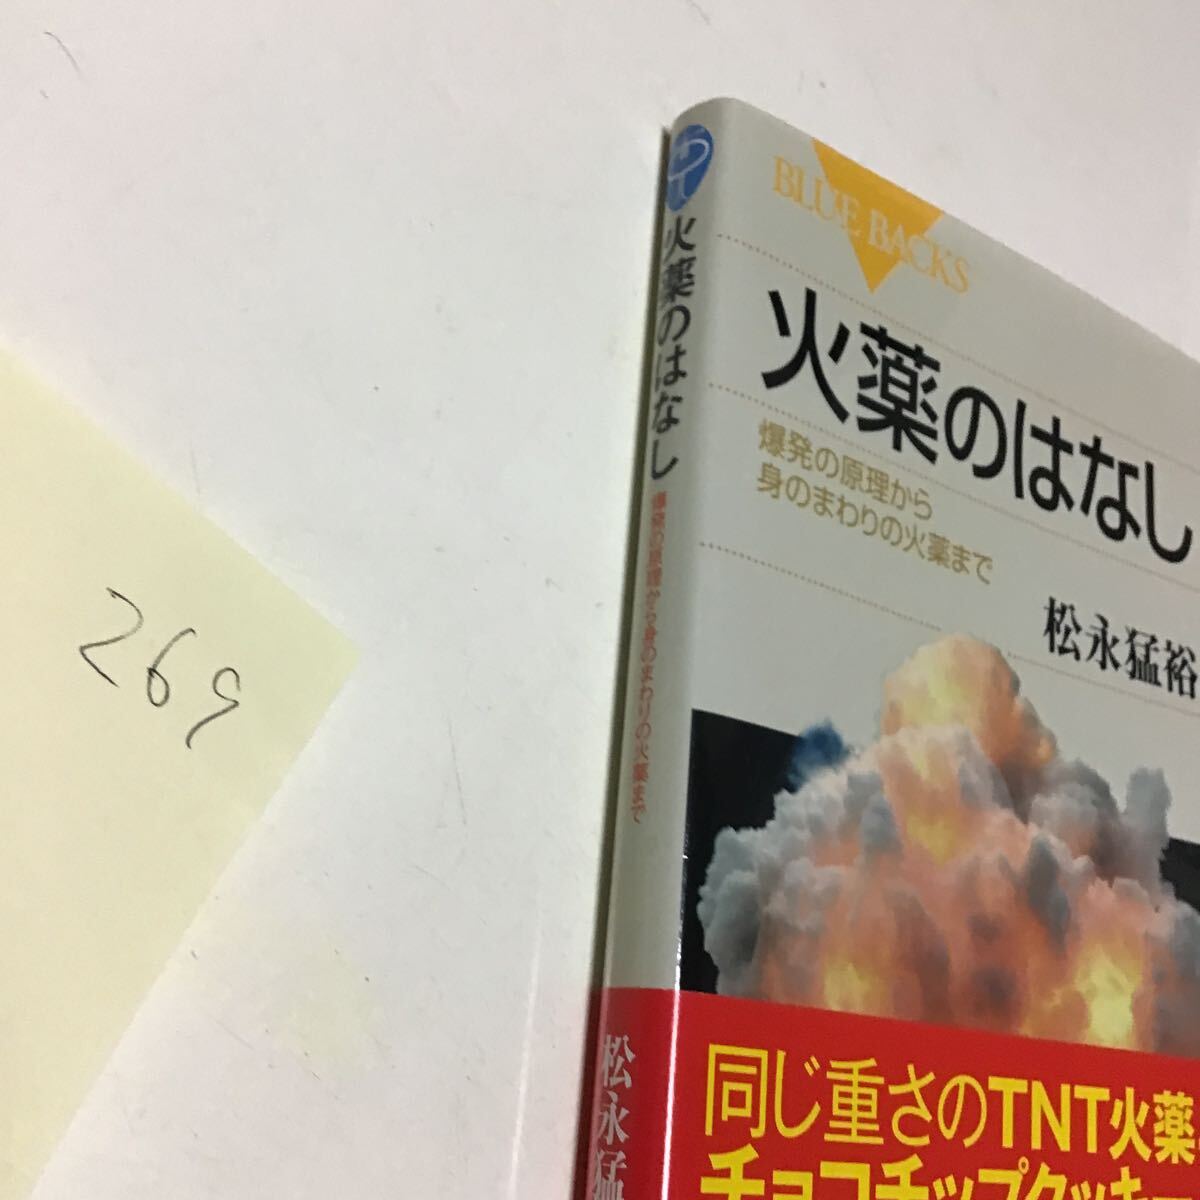 269
火薬のはなし 爆発の原理から身のまわりの火薬まで
松永猛
BLUE BACKS
火薬のはなし
爆発の原理から
身のまわりの火薬まで
松永猛裕
同じ重さのTNT火薬
チョコチップクッキー